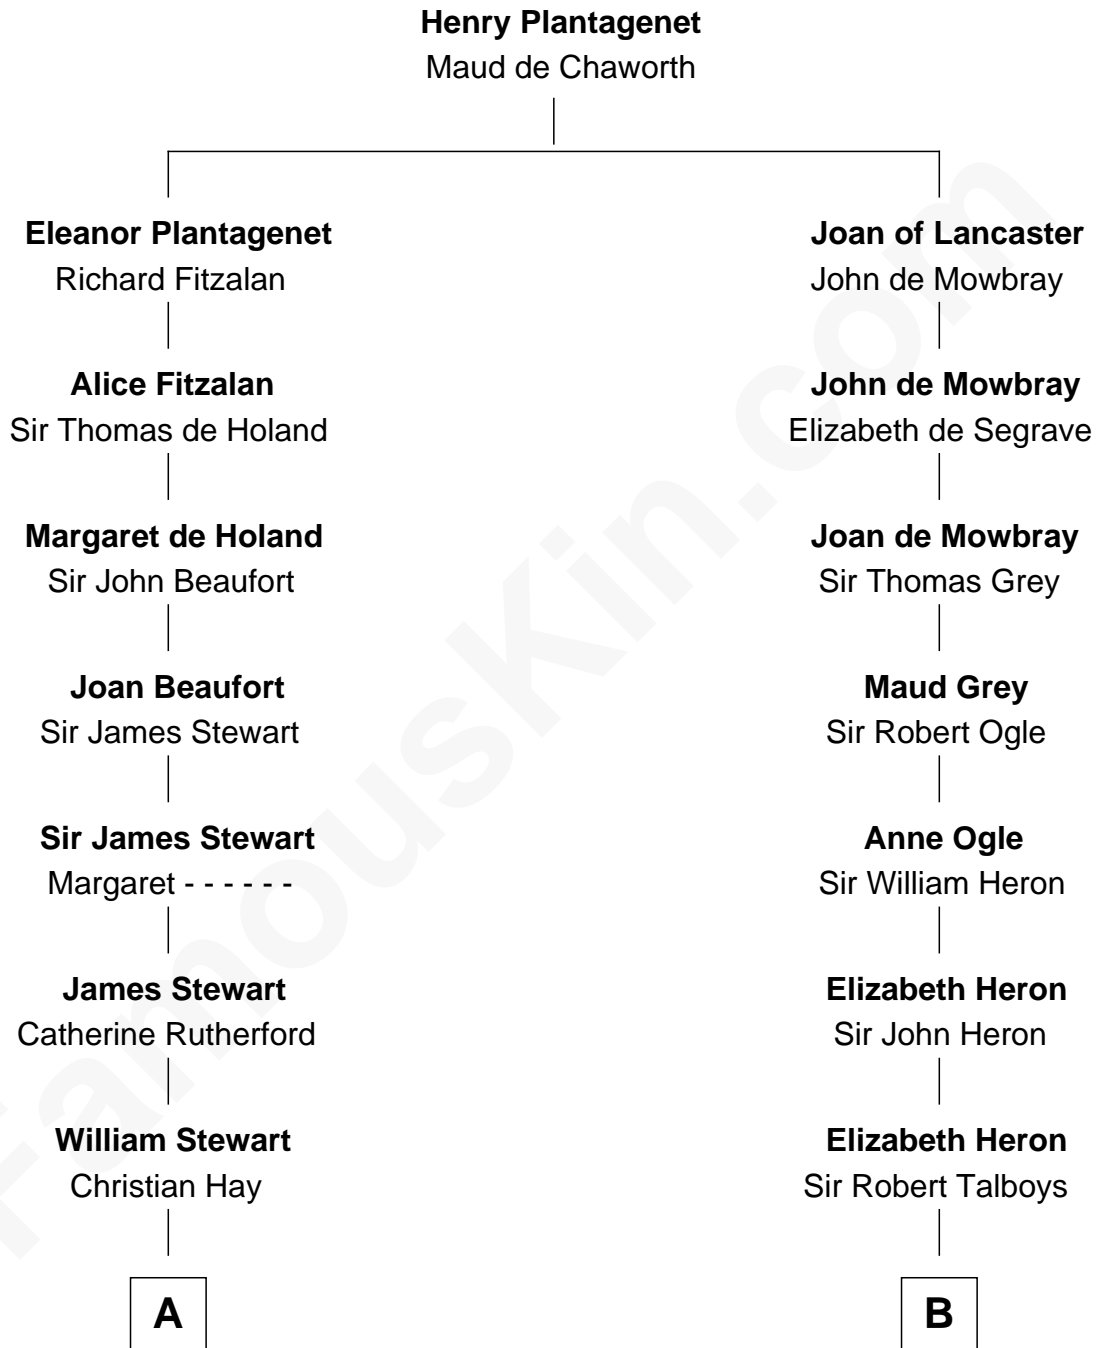 Henry Plantagenet
Maud de Chaworth
Eleanor Plantagenet
Richard Fitzalan
Joan of Lancaster
John de Mowbray
Alice Fitzalan
Sir Thomas de Holand
John de Mowbray
Elizabeth de Segrave
Margaret de Holand
Sir John Beaufort
Joan de Mowbray
Sir Thomas Grey
Joan Beaufort
Sir James Stewart
Maud Grey
Sir Robert Ogle
Sir James Stewart
Margaret - - - - - -
Anne Ogle
Sir William Heron
James Stewart
Catherine Rutherford
Elizabeth Heron
Sir John Heron
William Stewart
Christian Hay
Elizabeth Heron
Sir Robert Talboys
A
B
FamousKin.com